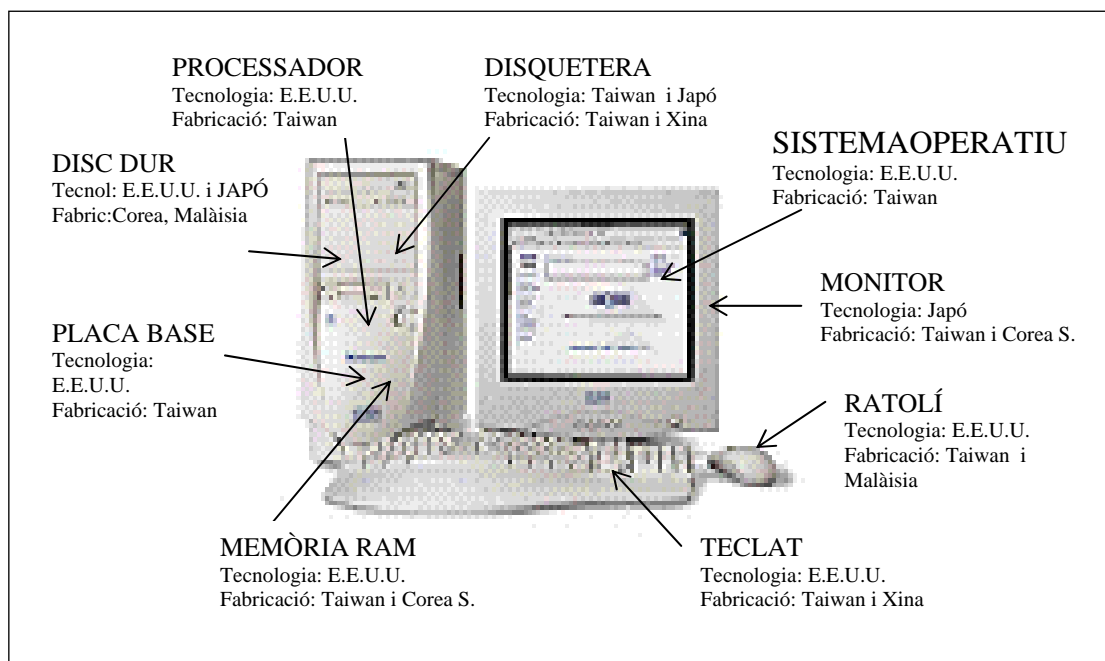 PROCESSADOR
Tecnologia: E.E.U.U.
Fabricació: Taiwan
DISQUETERA
Tecnologia: Taiwan i Japó
Fabricació: Taiwan i Xina
SISTEMAOPERATIU
Tecnologia: E.E.U.U.
Fabricació: Taiwan
DISC DUR
Tecnol: E.E.U.U. i JAPÓ
Fabric:Corea, Malàisia
MONITOR
Tecnologia: Japó
Fabricació: Taiwan i Corea S.
PLACA BASE
Tecnologia:
E.E.U.U.
Fabricació: Taiwan
RATOLÍ
Tecnologia: E.E.U.U.
Fabricació: Taiwan i
Malàisia
MEMÒRIA RAM
Tecnologia: E.E.U.U.
Fabricació: Taiwan i Corea S.
TECLAT
Tecnologia: E.E.U.U.
Fabricació: Taiwan i Xina